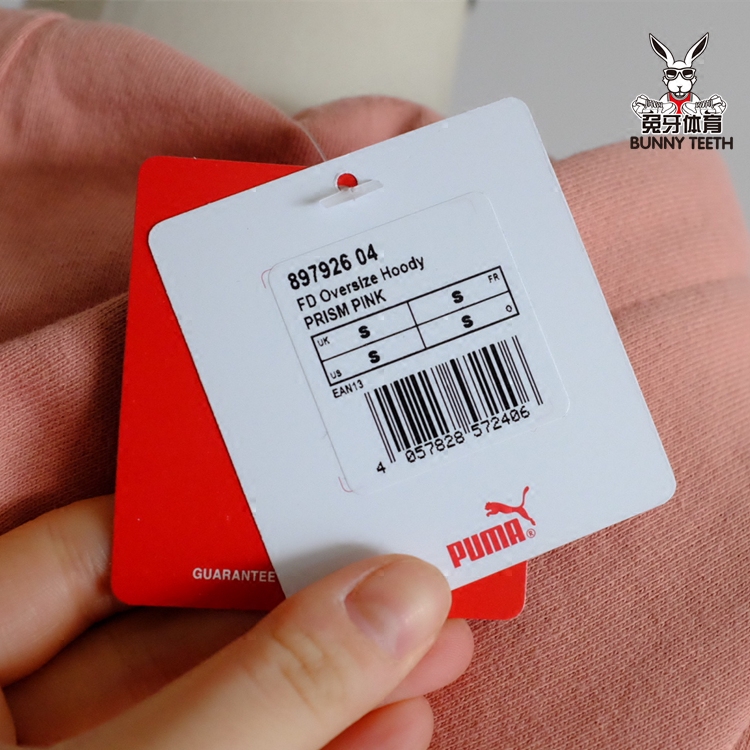 兔牙体育
BUNNY TEETH
897926 04
FD Oversize Hoody
PRISM PINK
UK S S FR
US S S O
EAN13
4 057828 572406
PUMA®
GUARANTEE